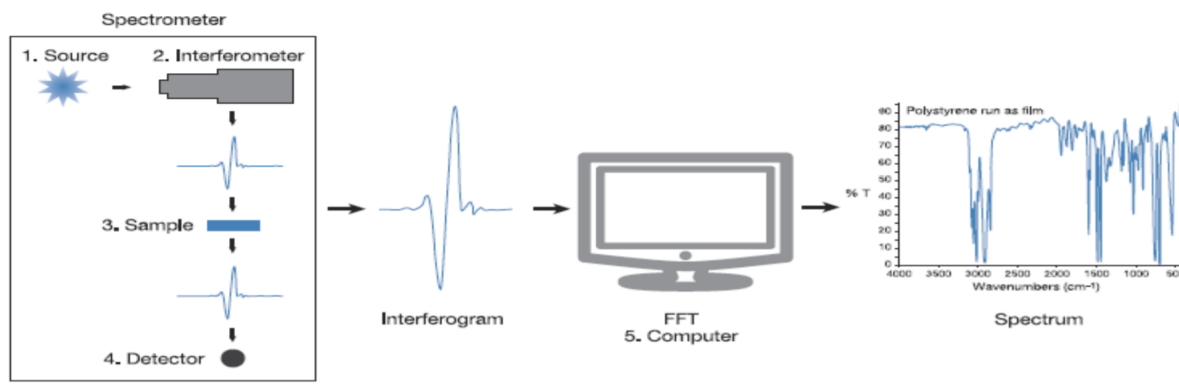 Spectrometer
1. Source
2. Interferometer
3. Sample
4. Detector
Interferogram
FFT
5. Computer
Polystyrene run as film
% T
90
80
70
60
50
40
30
20
10
0
4000 3500 3000 2500 2000 1500 1000 500
Wavenumbers (cm-1)
Spectrum